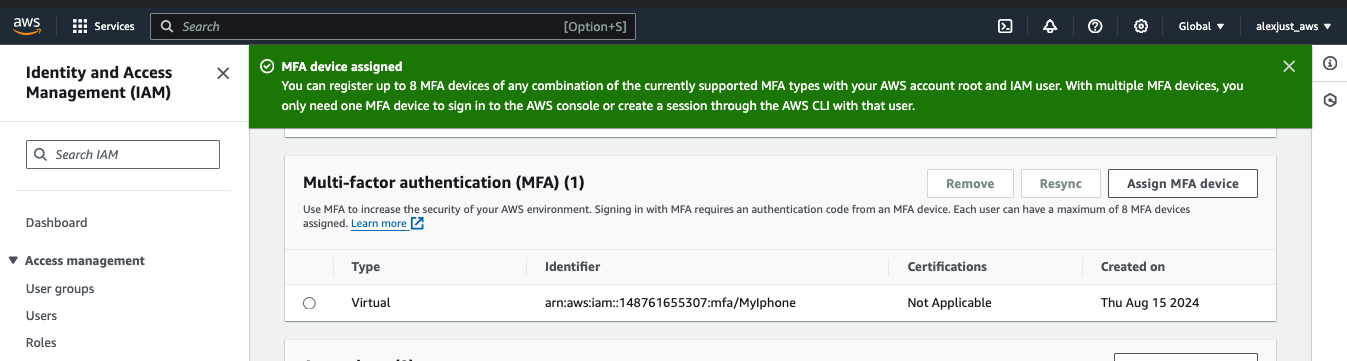 aws
Services
Search
[Option+S]
Global
alexjust_aws
Identity and Access
Management (IAM)
Search IAM
Dashboard
Access management
User groups
Users
Roles
MFA device assigned
You can register up to 8 MFA devices of any combination of the currently supported MFA types with your AWS account root and IAM user. With multiple MFA devices, you
only need one MFA device to sign in to the AWS console or create a session through the AWS CLI with that user.
Multi-factor authentication (MFA) (1)
Remove
Resync
Assign MFA device
Use MFA to increase the security of your AWS environment. Signing in with MFA requires an authentication code from an MFA device. Each user can have a maximum of 8 MFA devices
assigned. Learn more
Type Identifier Certifications Created on
Virtual arn:aws:iam::148761655307:mfa/MyIphone Not Applicable Thu Aug 15 2024